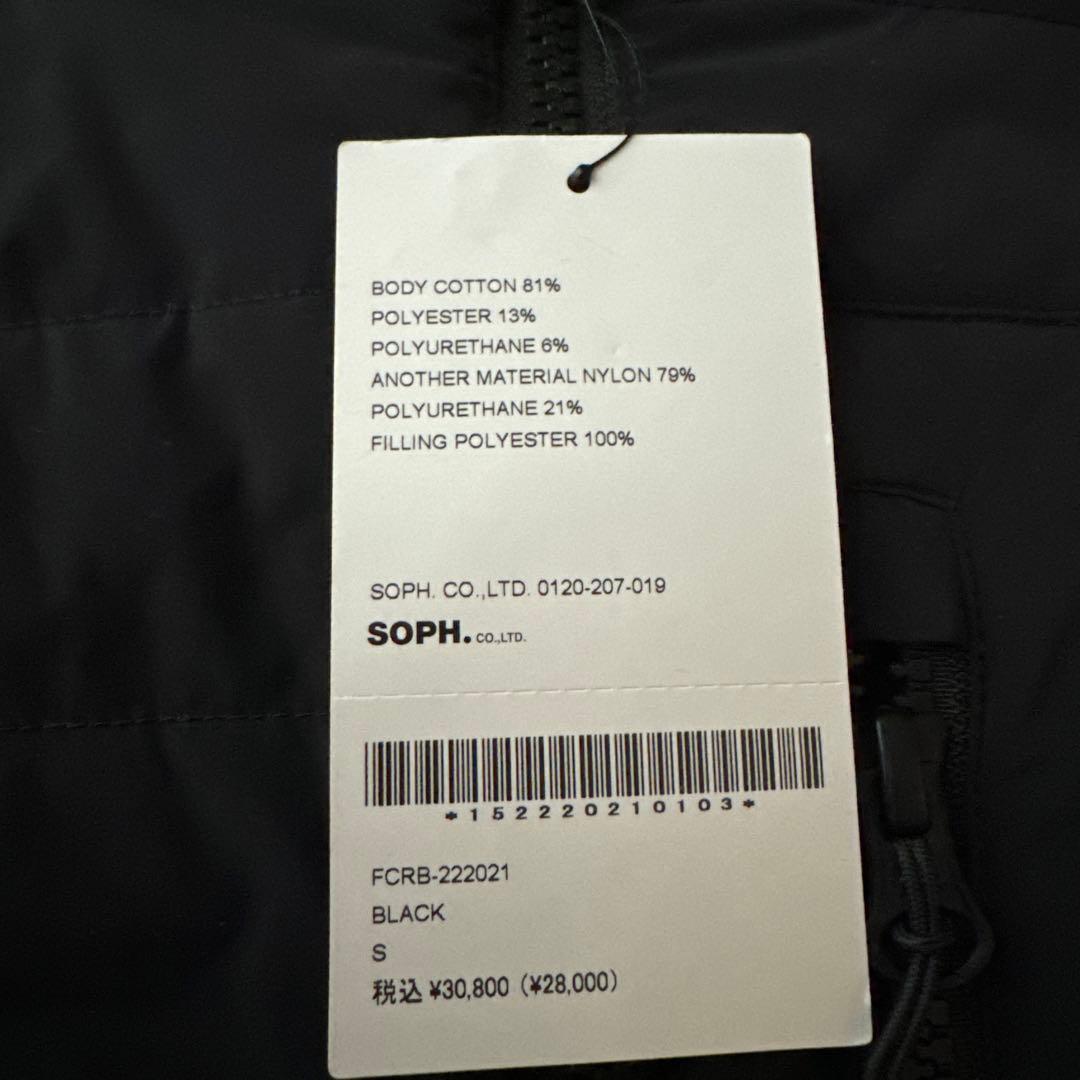 BODY COTTON 81%
POLYESTER 13%
POLYURETHANE 6%
ANOTHER MATERIAL NYLON 79%
POLYURETHANE 21%
FILLING POLYESTER 100%
SOPH. CO.,LTD. 0120-207-019
SOPH. CO.,LTD.
*152220210103*
FCRB-222021
BLACK
S
税込 ¥30,800 (¥28,000)